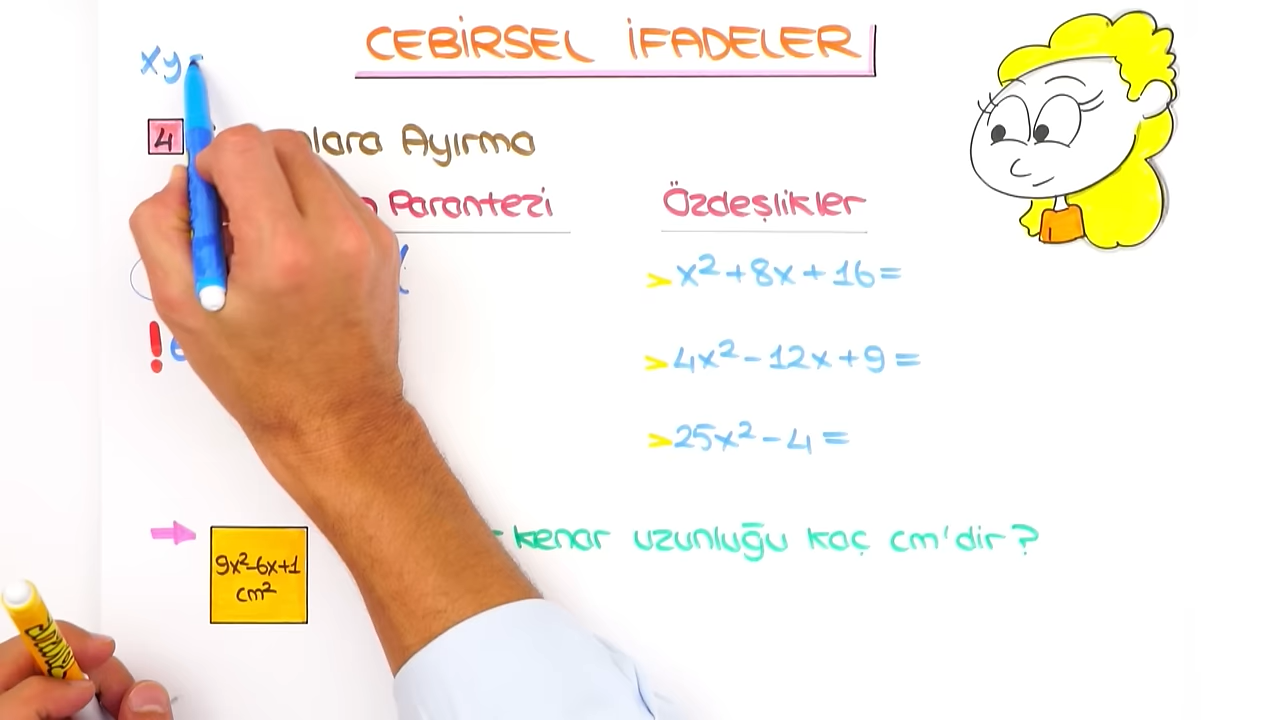 CEBİRSEL İFADELER
xy
4
Ayırma
Parantezi
Özdeşlikler
x²+8x+16=
4x²-12x+9=
25x²-4=
!
9x²-6x+1
cm²
kenar uzunluğu kaç cm'dir?